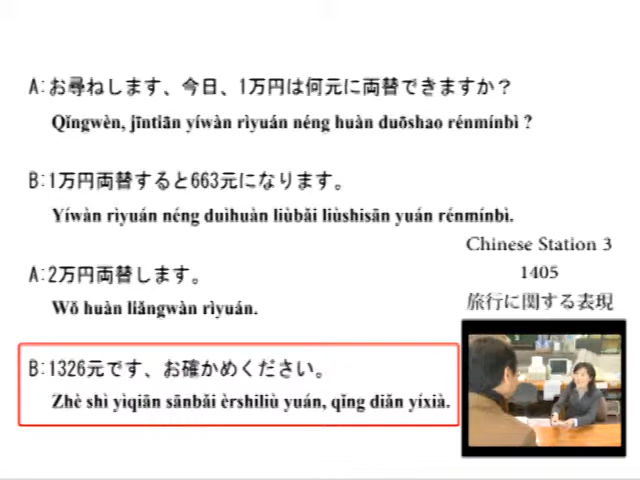 A:お尋ねします、今日、1万円は何元に両替できますか？
Qǐngwèn, jīntiān yíwàn rìyuán néng huàn duōshao rénmínbì ?
B:1万円両替すると663元になります。
Yíwàn rìyuán néng duìhuàn liùbǎi liùshisān yuán rénmínbì.
A:2万円両替します。
Wǒ huàn liǎngwàn rìyuán.
B:1326元です、お確かめください。
Zhè shì yìqiān sānbǎi èrshiliù yuán, qǐng diǎn yíxià.
Chinese Station 3
1405
旅行に関する表現